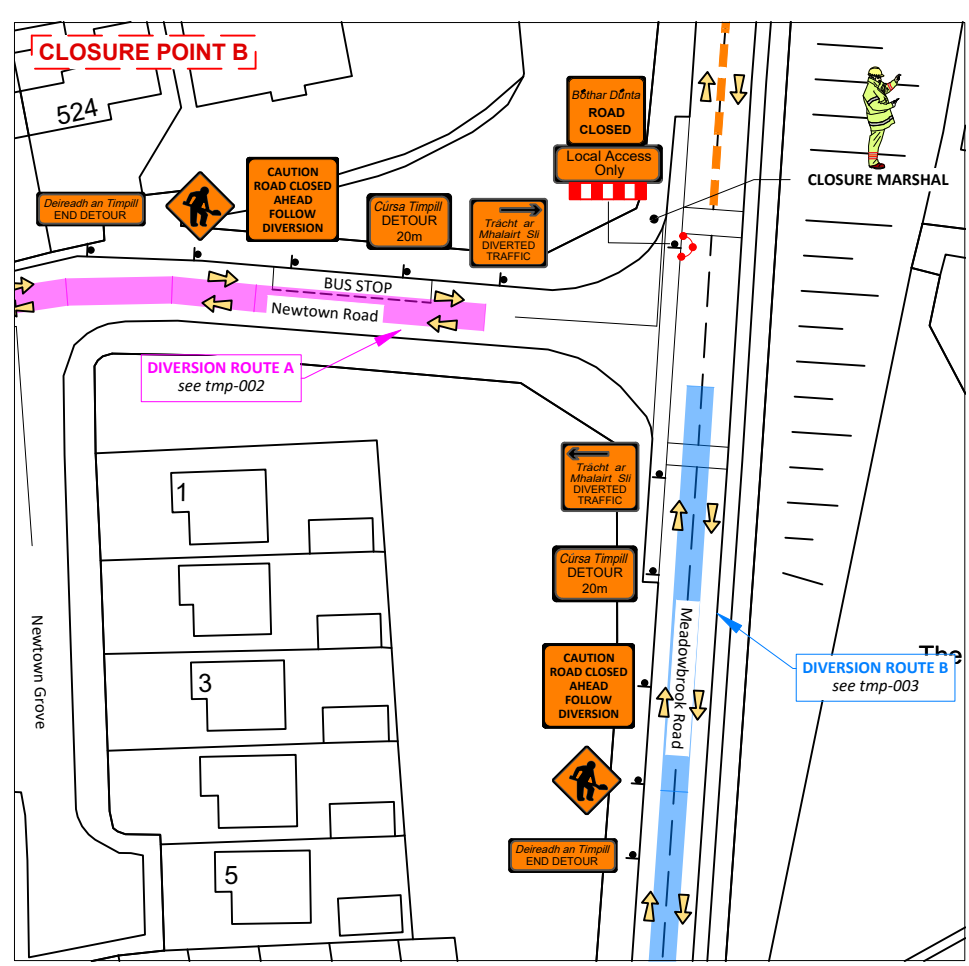 CLOSURE POINT B
524
Bóthar Dúnta
ROAD
CLOSED
Local Access
Only
CLOSURE MARSHAL
Deireadh an Timpill
END DETOUR
CAUTION
ROAD CLOSED
AHEAD
FOLLOW
DIVERSION
Cúrsa Timpill
DETOUR
20m
Trácht ar
Mhalairt Slí
DIVERTED
TRAFFIC
BUS STOP
Newtown Road
DIVERSION ROUTE A
see tmp-002
Trácht ar
Mhalairt Slí
DIVERTED
TRAFFIC
Cúrsa Timpill
DETOUR
20m
CAUTION
ROAD CLOSED
AHEAD
FOLLOW
DIVERSION
Deireadh an Timpill
END DETOUR
Meadowbrook Road
The
DIVERSION ROUTE B
see tmp-003
Newtown Grove
1
3
5